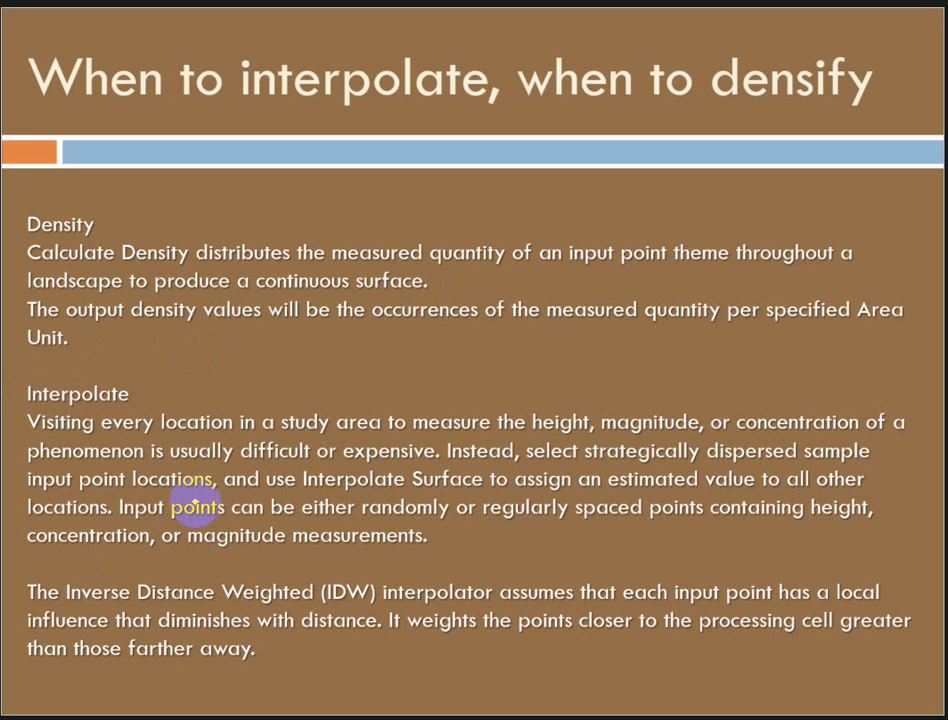 When to interpolate, when to densify
Density
Calculate Density distributes the measured quantity of an input point theme throughout a
landscape to produce a continuous surface.
The output density values will be the occurrences of the measured quantity per specified Area
Unit.
Interpolate
Visiting every location in a study area to measure the height, magnitude, or concentration of a
phenomenon is usually difficult or expensive. Instead, select strategically dispersed sample
input point locations, and use Interpolate Surface to assign an estimated value to all other
locations. Input points can be either randomly or regularly spaced points containing height,
concentration, or magnitude measurements.
The Inverse Distance Weighted (IDW) interpolator assumes that each input point has a local
influence that diminishes with distance. It weights the points closer to the processing cell greater
than those farther away.